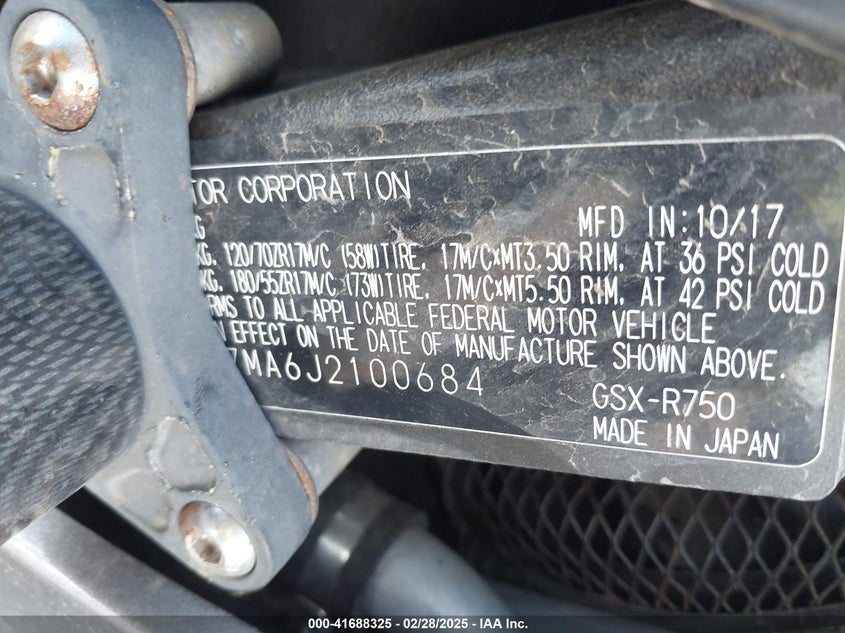 TOR CORPORATION
G
MFD IN:10/17
KG. 120/70ZR17M/C (58W)TIRE, 17M/C×MT3.50 RIM, AT 36 PSI COLD
KG. 180/55ZR17M/C (73W)TIRE, 17M/C×MT5.50 RIM, AT 42 PSI COLD
RMS TO ALL APPLICABLE FEDERAL MOTOR VEHICLE
N EFFECT ON THE DATE OF MANUFACTURE SHOWN ABOVE.
7MA6J2100684
GSX-R750
MADE IN JAPAN
000-41688325 / 02/28/2025 - IAA Inc.